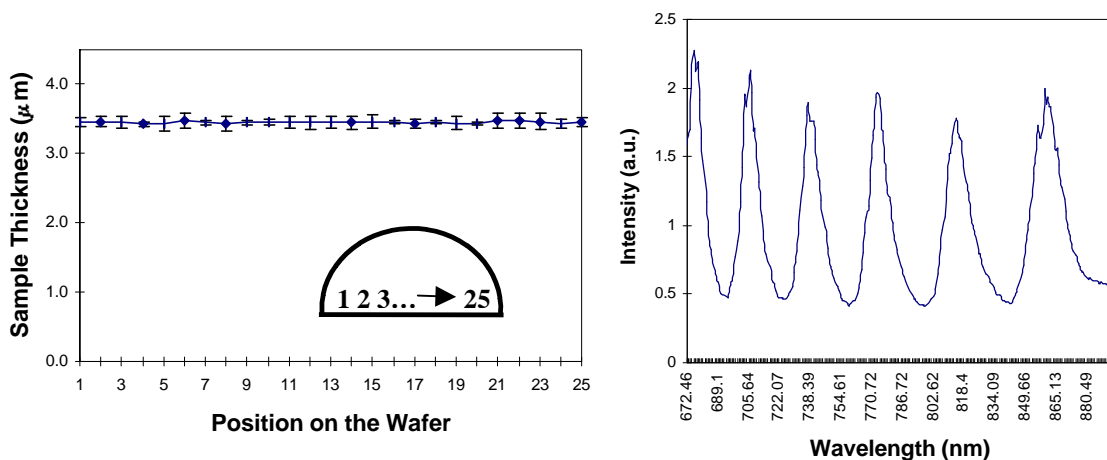 Sample Thickness (μ m)
4.0
3.0
2.0
1.0
0.0
1 2 3... 25
1 3 5 7 9 11 13 15 17 19 21 23 25
Position on the Wafer
Intensity (a.u.)
2.5
2
1.5
1
0.5
0
672.46 689.1 705.64 722.07 738.39 754.61 770.72 786.72 802.62 818.4 834.09 849.66 865.13 880.49
Wavelength (nm)